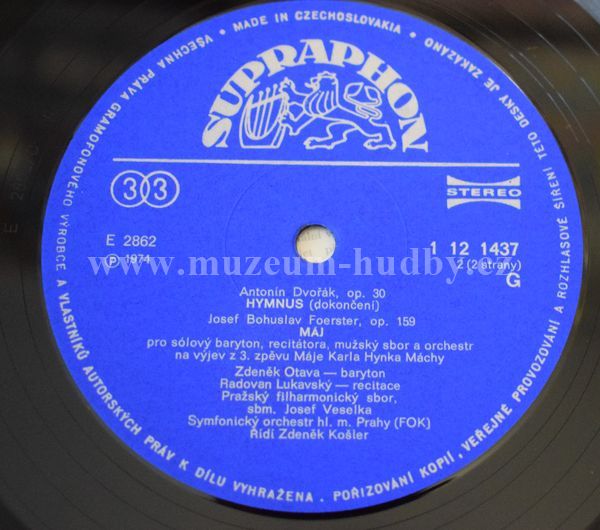 MADE IN CZECHOSLOVAKIA • VŠECHNA PRÁVA GRAMOFONOVÉHO VÝROBCE A VLASTNÍKŮ AUTORSKÝCH PRÁV K DÍLU VYHRAŽENA. POŘIZOVÁNÍ KOPIÍ, VEŘEJNÉ PROVOZOVÁNÍ A ROZHLASOVÉ ŠÍŘENÍ TÉTO DESKY JE ZAKÁZÁNO •
SUPRAPHON
33
STEREO
E 2862
℗ 1974
1 12 1437
2 (2 strany)
G
www.muzeum-hudby.cz
Antonín Dvořák, op. 30
HYMNUS (dokončení)
Josef Bohuslav Foerster, op. 159
MÁJ
pro sólový baryton, recitátora, mužský sbor a orchestr
na výjev z 3. zpěvu Máje Karla Hynka Máchy
Zdeněk Otava — baryton
Radovan Lukavský — recitace
Pražský filharmonický sbor,
sbm. Josef Veselka
Symfonický orchestr hl. m. Prahy (FOK)
Řídí Zdeněk Košler